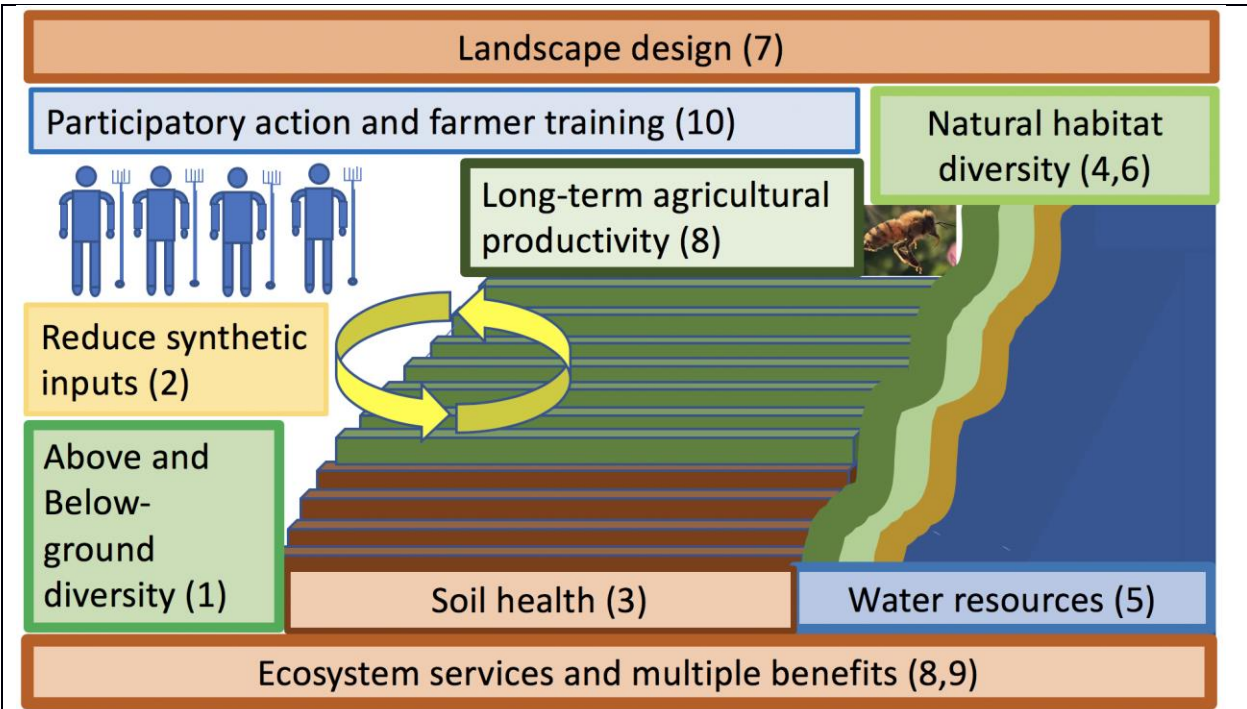 Landscape design (7)
Participatory action and farmer training (10)
Natural habitat
diversity (4,6)
Long-term agricultural
productivity (8)
Reduce synthetic
inputs (2)
Above and
Below-
ground
diversity (1)
Soil health (3)
Water resources (5)
Ecosystem services and multiple benefits (8,9)